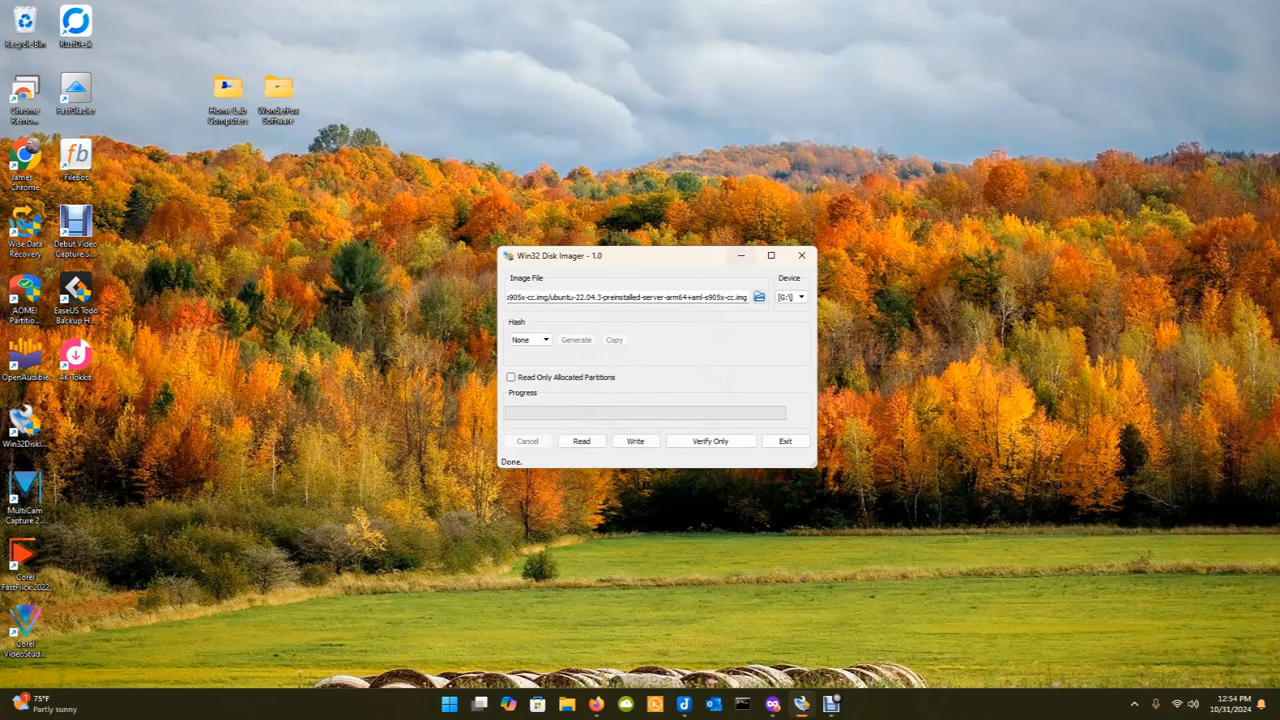 Recycle Bin
RustDesk
Chrome
Remo...
FastGlacier
Home Lab
Computers
WonderFox
Software
James -
Chrome
FileBot
Wise Data
Recovery
Debut Video
Capture S...
AOMEI
Partitio...
EaseUS Todo
Backup H...
OpenAudible
4K Tokkit
Win32DiskI...
MultiCam
Capture 2...
Corel
FastFlick 2022
Corel
VideoStud...
Win32 Disk Imager - 1.0
Image File
Device
s905x-cc.img/ubuntu-22.04.3-preinstalled-server-arm64+aml-s905x-cc.img
[G:\]
Hash
None
Generate
Copy
Read Only Allocated Partitions
Progress
Cancel
Read
Write
Verify Only
Exit
Done.
1
75°F
Partly sunny
12:54 PM
10/31/2024